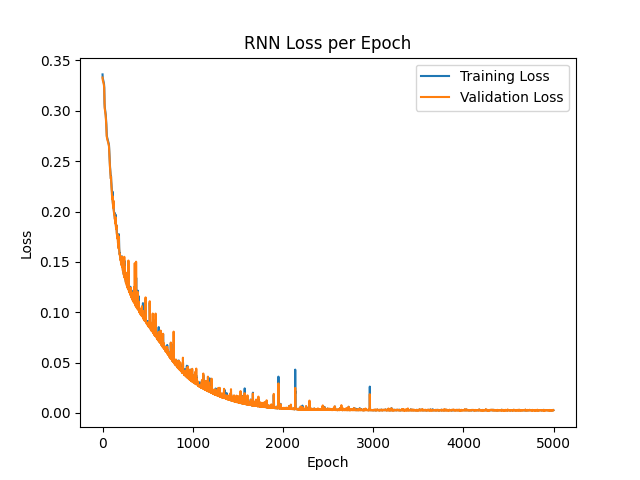 RNN Loss per Epoch
Training Loss
Validation Loss
Loss
0.35
0.30
0.25
0.20
0.15
0.10
0.05
0.00
0 1000 2000 3000 4000 5000
Epoch